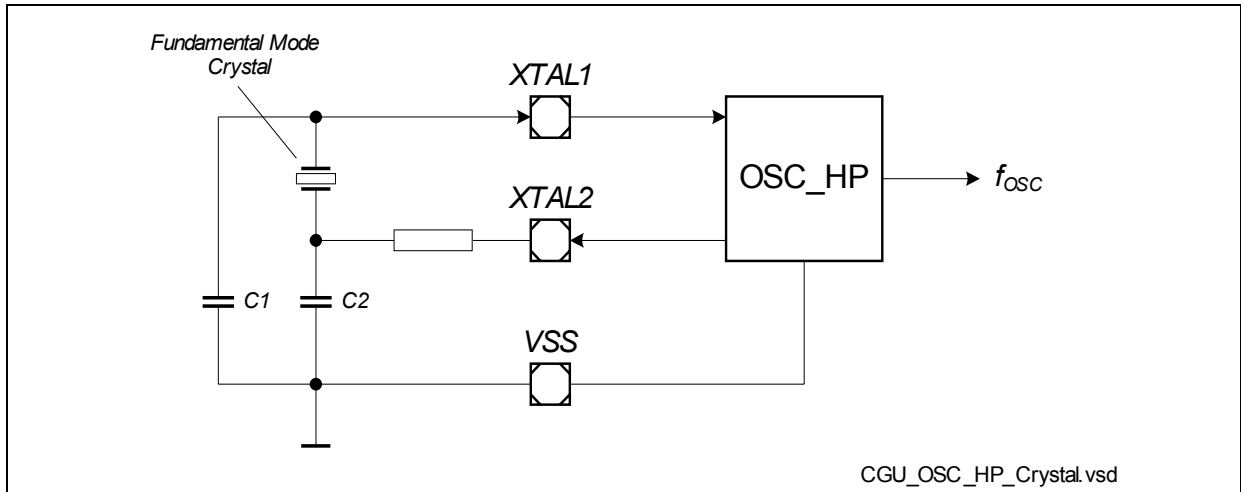 Fundamental Mode
Crystal
XTAL1
OSC_HP
fOSC
XTAL2
C1
C2
VSS
CGU_OSC_HP_Crystal.vsd